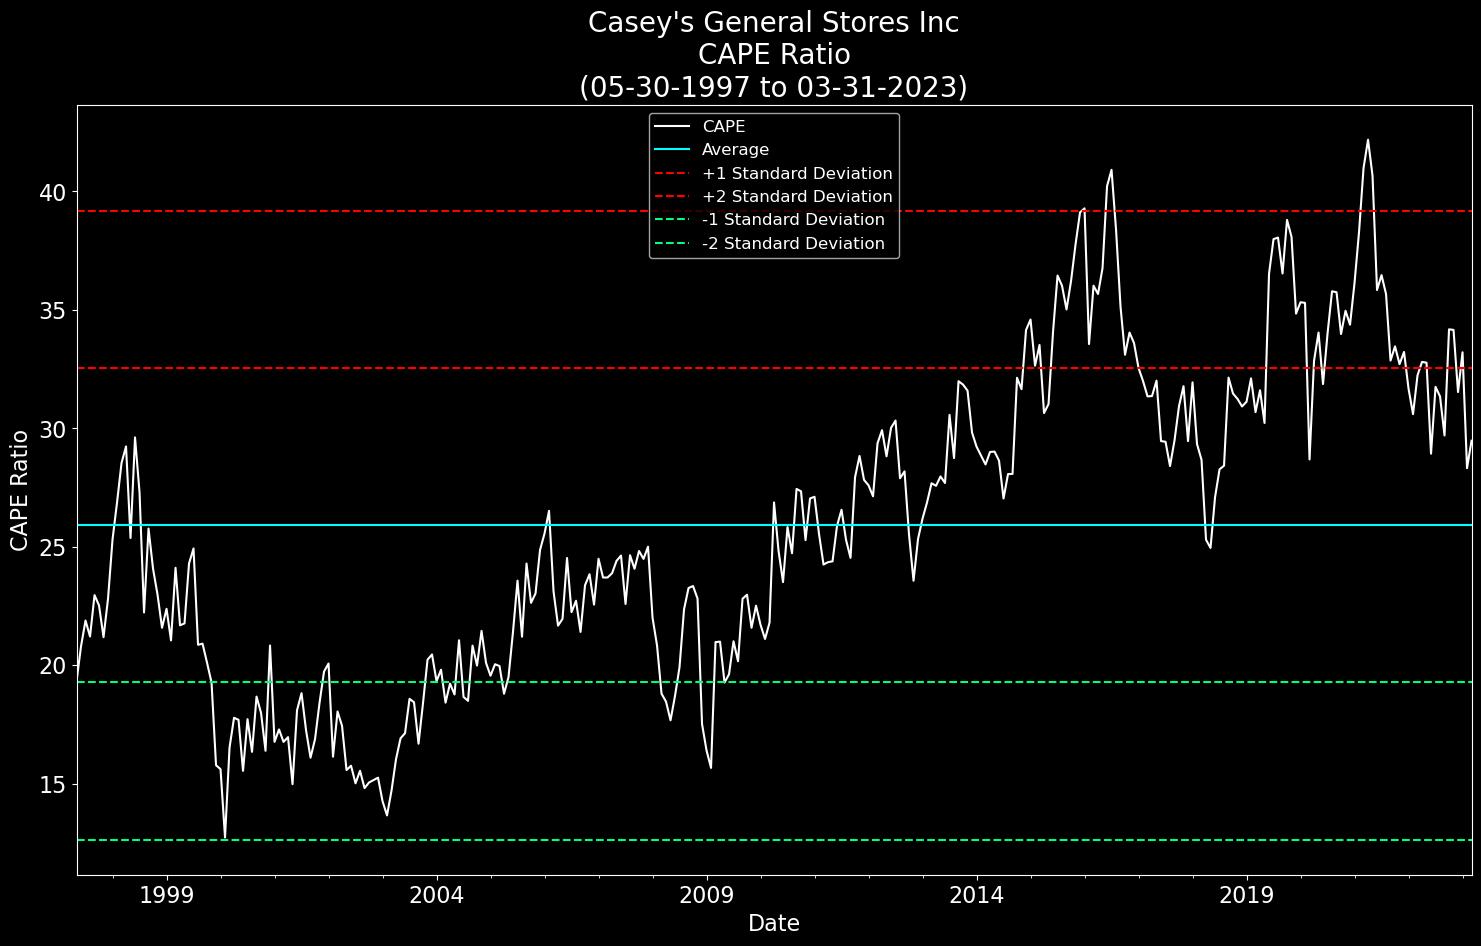 Casey's General Stores Inc
CAPE Ratio
(05-30-1997 to 03-31-2023)
CAPE
Average
+1 Standard Deviation
+2 Standard Deviation
-1 Standard Deviation
-2 Standard Deviation
40
35
30
25
20
15
CAPE Ratio
1999 2004 2009 2014 2019
Date